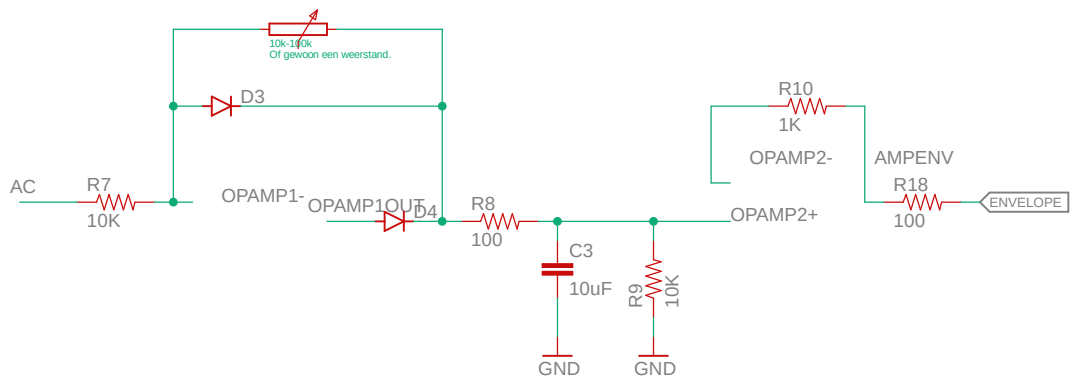 10k-100k
Of gewoon een weerstand.
D3
R10
1K
OPAMP2-
AMPENV
AC
R7
10K
OPAMP1-
OPAMP1OUT
D4
R8
100
OPAMP2+
R18
100
ENVELOPE
C3
10uF
R9
10K
GND
GND